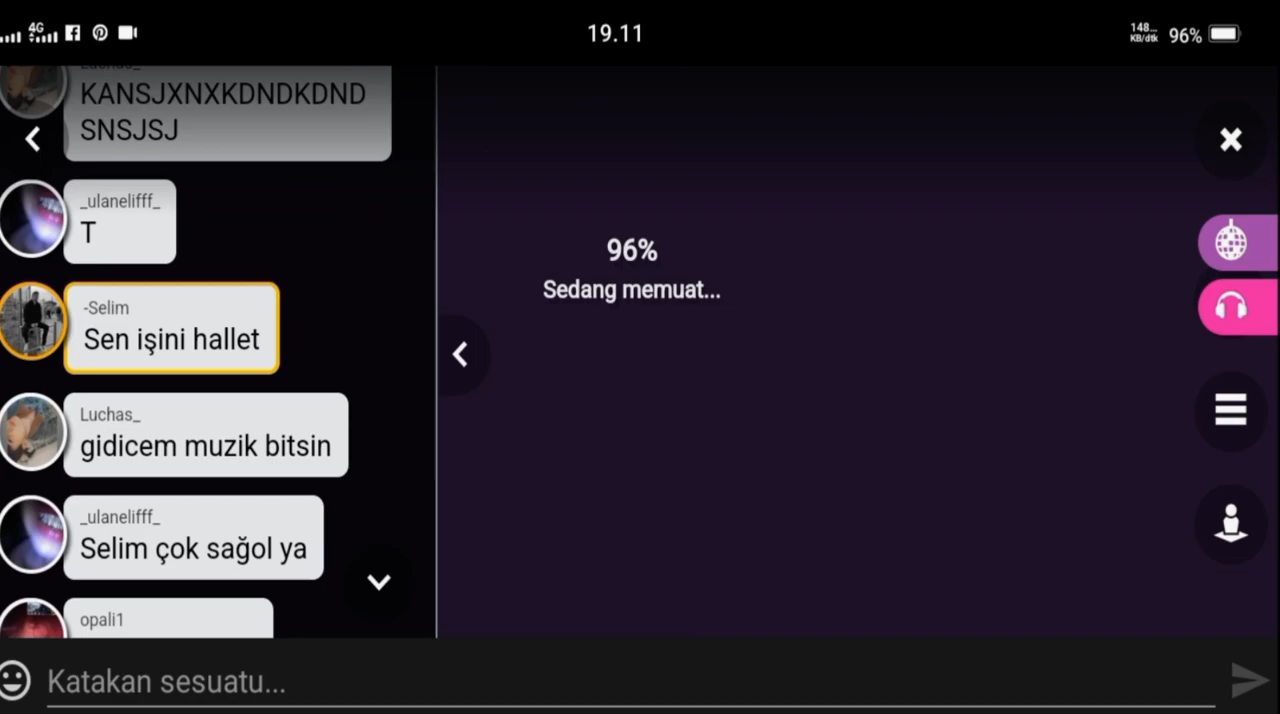 4G
19.11
148...
KB/dtk
96%
KANSJXNXKDNDKDND
SNSJSJ
_ulanelifff_
T
-Selim
Sen işini hallet
Luchas_
gidicem muzik bitsin
_ulanelifff_
Selim çok sağol ya
opali1
96%
Sedang memuat...
Katakan sesuatu...